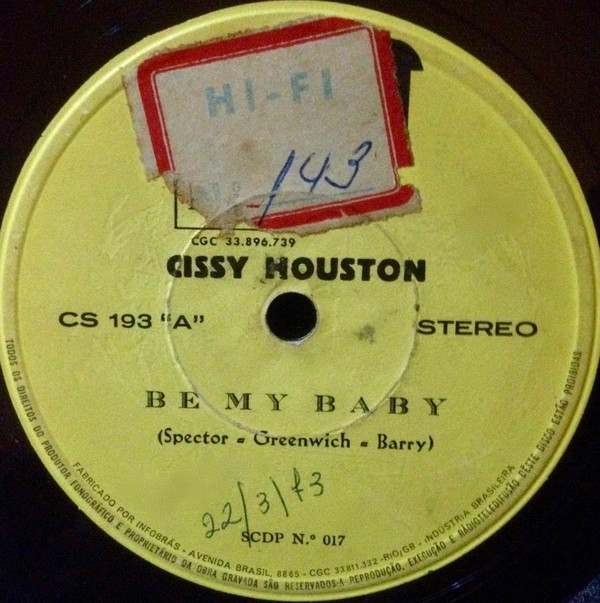 HI-FI
143
CGC 33.896.739
CISSY HOUSTON
CS 193 "A"
STEREO
BE MY BABY
(Spector = Greenwich = Barry)
22/3/73
SCDP N.º 017
FABRICADO POR INFOBRÁS - AVENIDA BRASIL, 8865 - CGC 33.811.332 - RIO/GB - INDÚSTRIA BRASILEIRA
TODOS OS DIREITOS DO PRODUTOR FONOGRÁFICO E PROPRIETÁRIO DA OBRA GRAVADA SÃO RESERVADOS. A REPRODUÇÃO, EXECUÇÃO E RÁDIOTELEDIFUSÃO DESTE DISCO ESTÃO PROIBIDAS